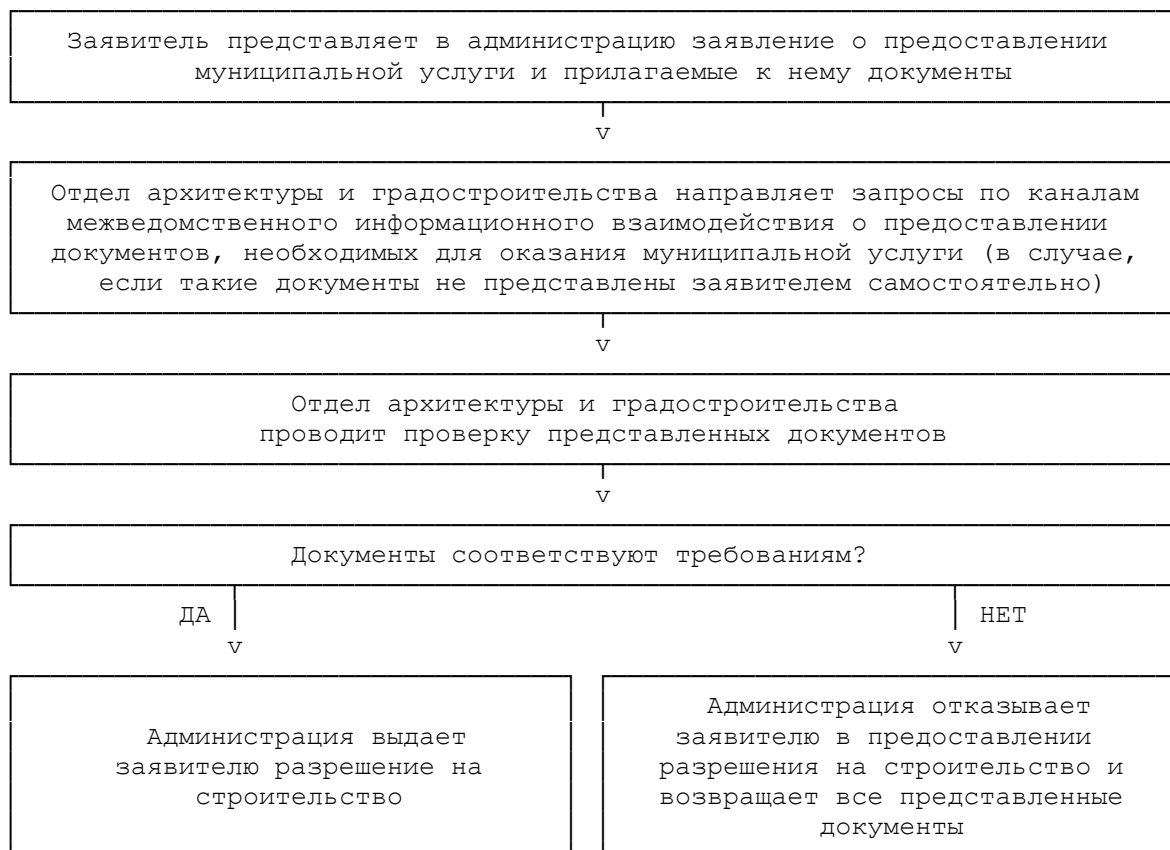 Заявитель представляет в администрацию заявление о предоставлении
муниципальной услуги и прилагаемые к нему документы
v
Отдел архитектуры и градостроительства направляет запросы по каналам
межведомственного информационного взаимодействия о предоставлении
документов, необходимых для оказания муниципальной услуги (в случае,
если такие документы не представлены заявителем самостоятельно)
v
Отдел архитектуры и градостроительства
проводит проверку представленных документов
v
Документы соответствуют требованиям?
ДА
НЕТ
v
v
Администрация выдает
заявителю разрешение на
строительство
Администрация отказывает
заявителю в предоставлении
разрешения на строительство и
возвращает все представленные
документы